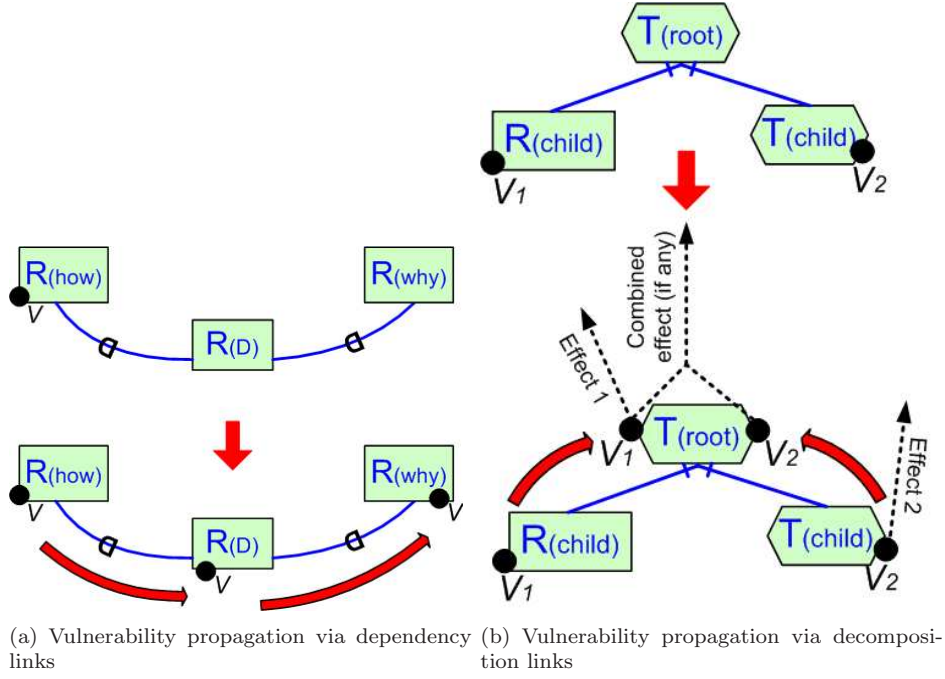 R(how)
V
R(why)
R(D)
D
D
R(how)
V
R(why)
V
R(D)
V
D
D
(a) Vulnerability propagation via dependency
links
T(root)
R(child)
V1
T(child)
V2
Combined
effect (if any)
Effect 1
T(root)
V1
V2
Effect 2
R(child)
V1
T(child)
V2
(b) Vulnerability propagation via decomposi-
tion links